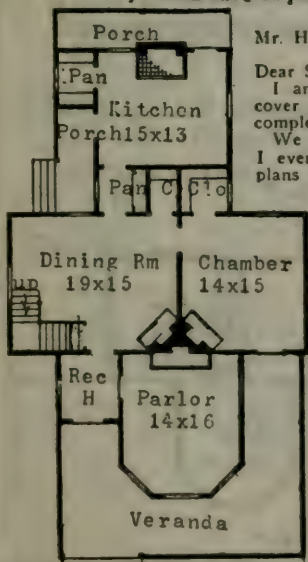 Porch
Mr. H
Pan
Dear S
I am
cover
comple
We
I ever
plans
Kitchen
Porch 15x13
Pan C Clo
Dining Rm
19x15
Chamber
14x15
up
Rec
H
Parlor
14x16
Veranda